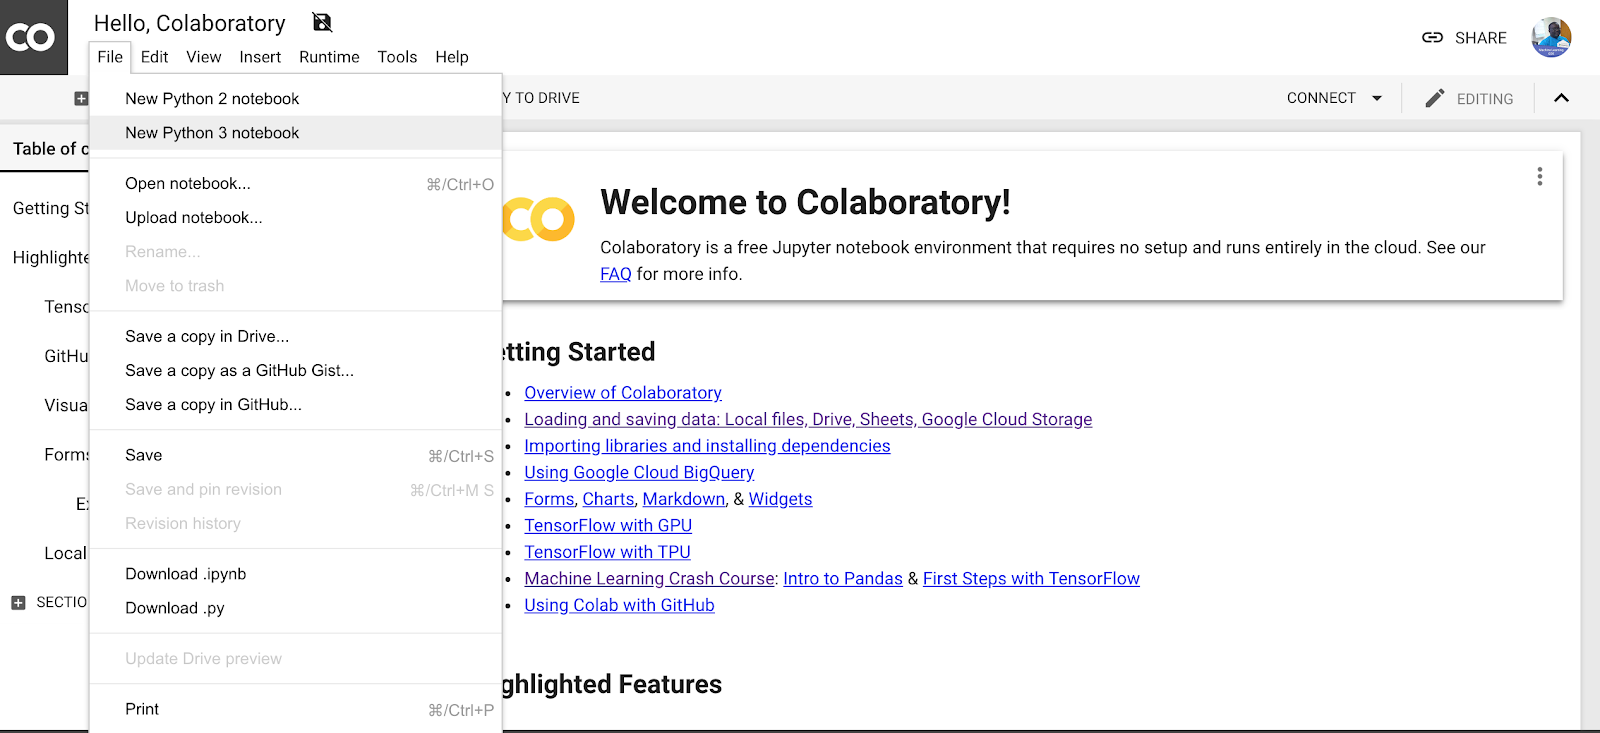 CO
Hello, Colaboratory
SHARE
File Edit View Insert Runtime Tools Help
Y TO DRIVE
CONNECT
EDITING
New Python 2 notebook
New Python 3 notebook
Open notebook... ⌘/Ctrl+O
Upload notebook...
Rename...
Move to trash
Save a copy in Drive...
Save a copy as a GitHub Gist...
Save a copy in GitHub...
Save ⌘/Ctrl+S
Save and pin revision ⌘/Ctrl+M S
Revision history
Download .ipynb
Download .py
Update Drive preview
Print ⌘/Ctrl+P
Table of c
Getting St
Highlighte
Tenso
GitHu
Visua
Forms
Ex
Local
SECTIO
CO
Welcome to Colaboratory!
Colaboratory is a free Jupyter notebook environment that requires no setup and runs entirely in the cloud. See our
FAQ for more info.
tting Started
Overview of Colaboratory
Loading and saving data: Local files, Drive, Sheets, Google Cloud Storage
Importing libraries and installing dependencies
Using Google Cloud BigQuery
Forms, Charts, Markdown, & Widgets
TensorFlow with GPU
TensorFlow with TPU
Machine Learning Crash Course: Intro to Pandas & First Steps with TensorFlow
Using Colab with GitHub
ghlighted Features